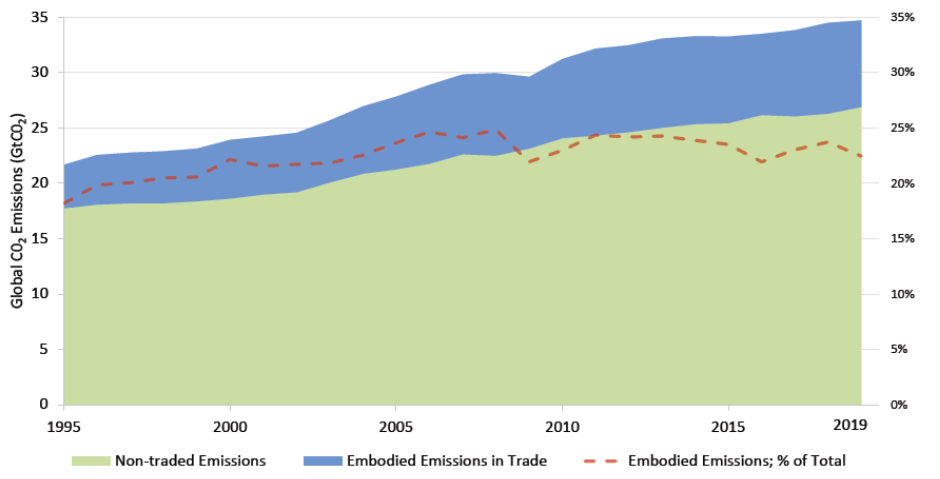 Global CO₂ Emissions (GtCO₂)
35 35%
30 30%
25 25%
20 20%
15 15%
10 10%
5 5%
0 0%
1995 2000 2005 2010 2015 2019
Non-traded Emissions Embodied Emissions in Trade Embodied Emissions; % of Total